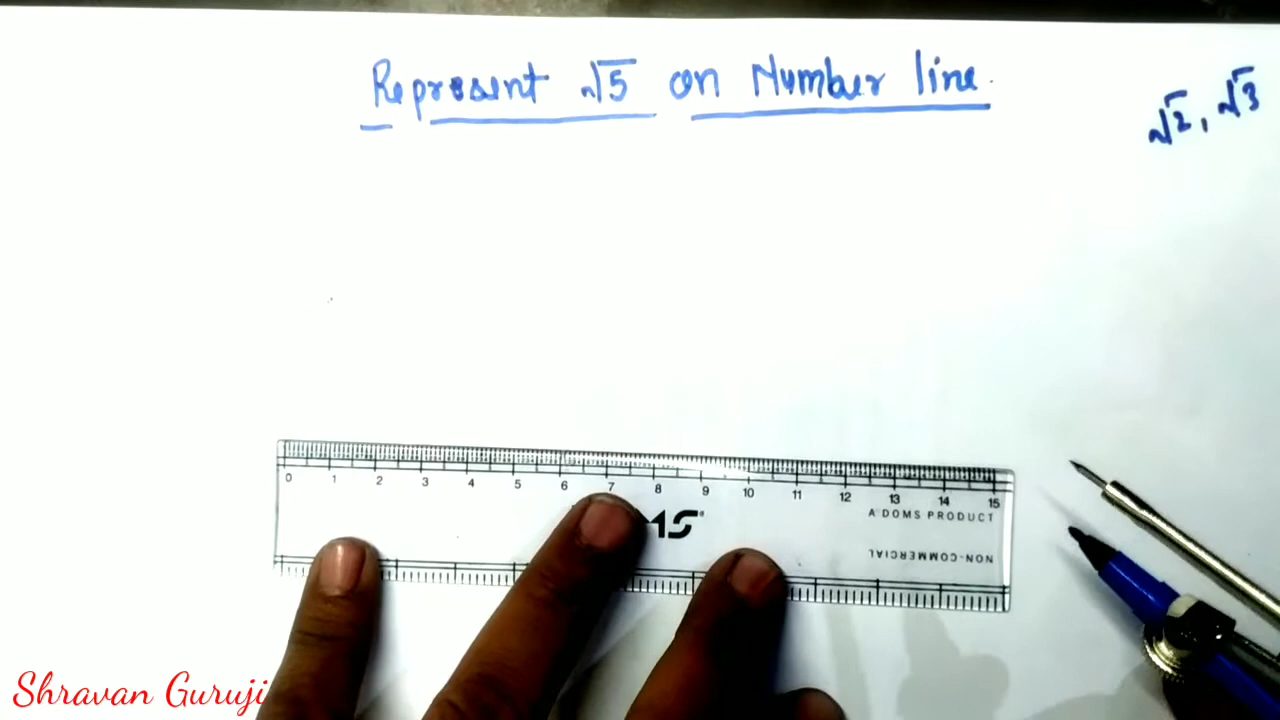 Represent √5 on Number line.
√2, √3
0 1 2 3 4 5 6 7 8 9 10 11 12 13 14 15
MS
A DOMS PRODUCT
NON-COMMERCIAL
Shravan Guruji